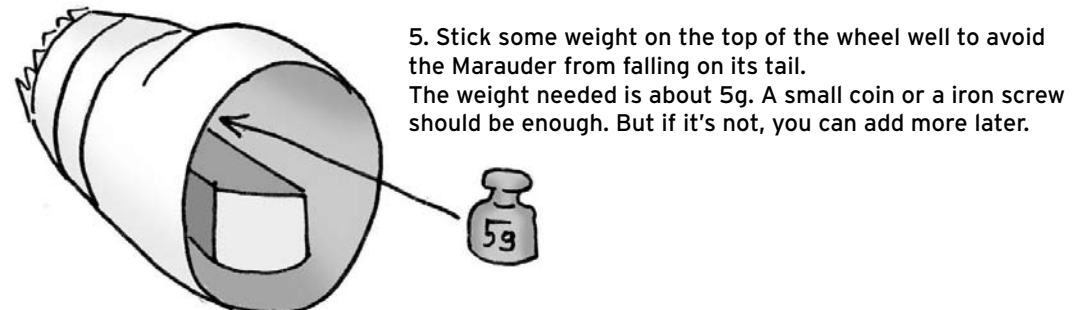 5. Stick some weight on the top of the wheel well to avoid
the Marauder from falling on its tail.
The weight needed is about 5g. A small coin or a iron screw
should be enough. But if it's not, you can add more later.
5g